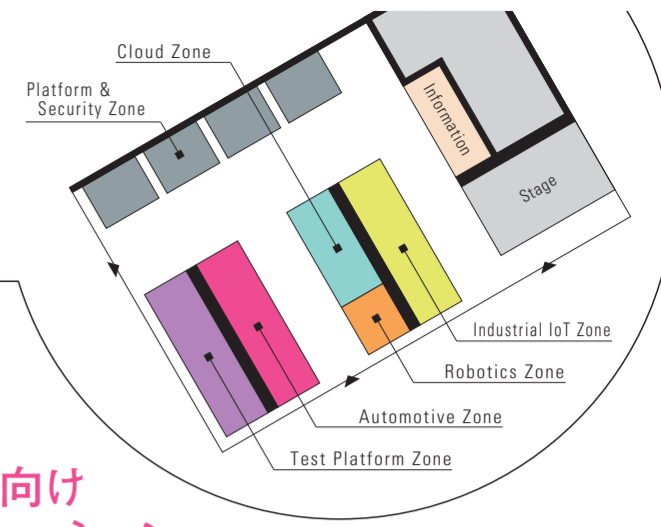 Cloud Zone
Platform &
Security Zone
Information
Stage
Industrial IoT Zone
Robotics Zone
Automotive Zone
Test Platform Zone
向け